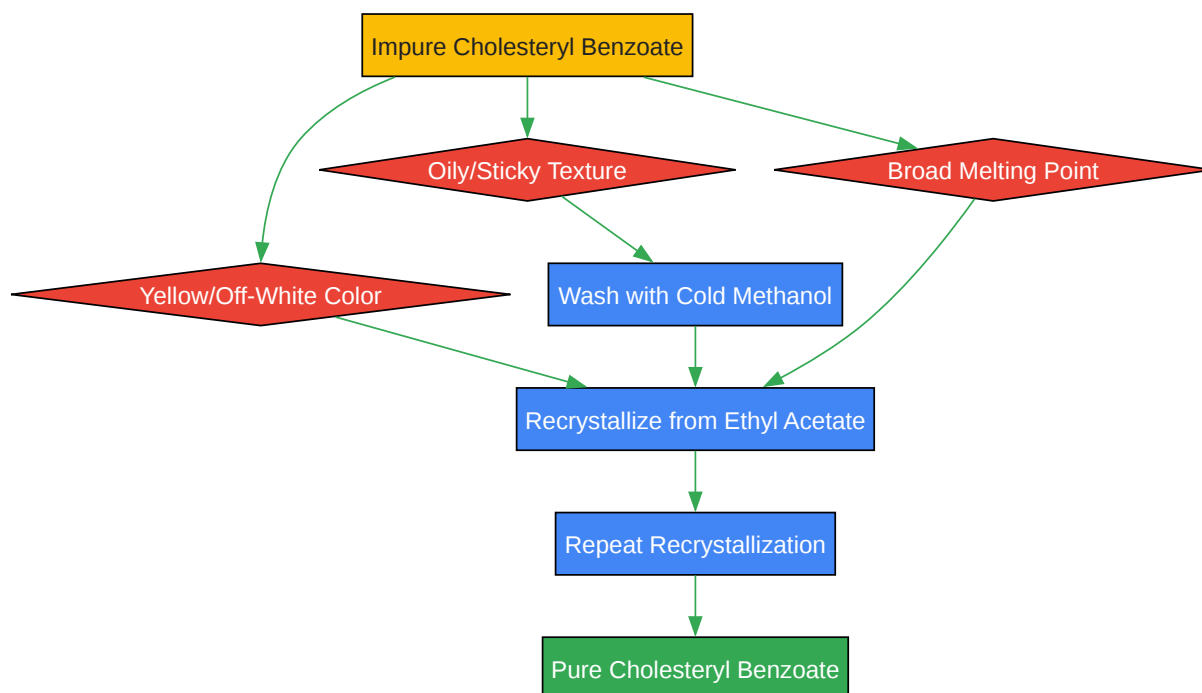 Impure Cholesteryl Benzoate
Oily/Sticky Texture
Broad Melting Point
Yellow/Off-White Color
Wash with Cold Methanol
Recrystallize from Ethyl Acetate
Repeat Recrystallization
Pure Cholesteryl Benzoate